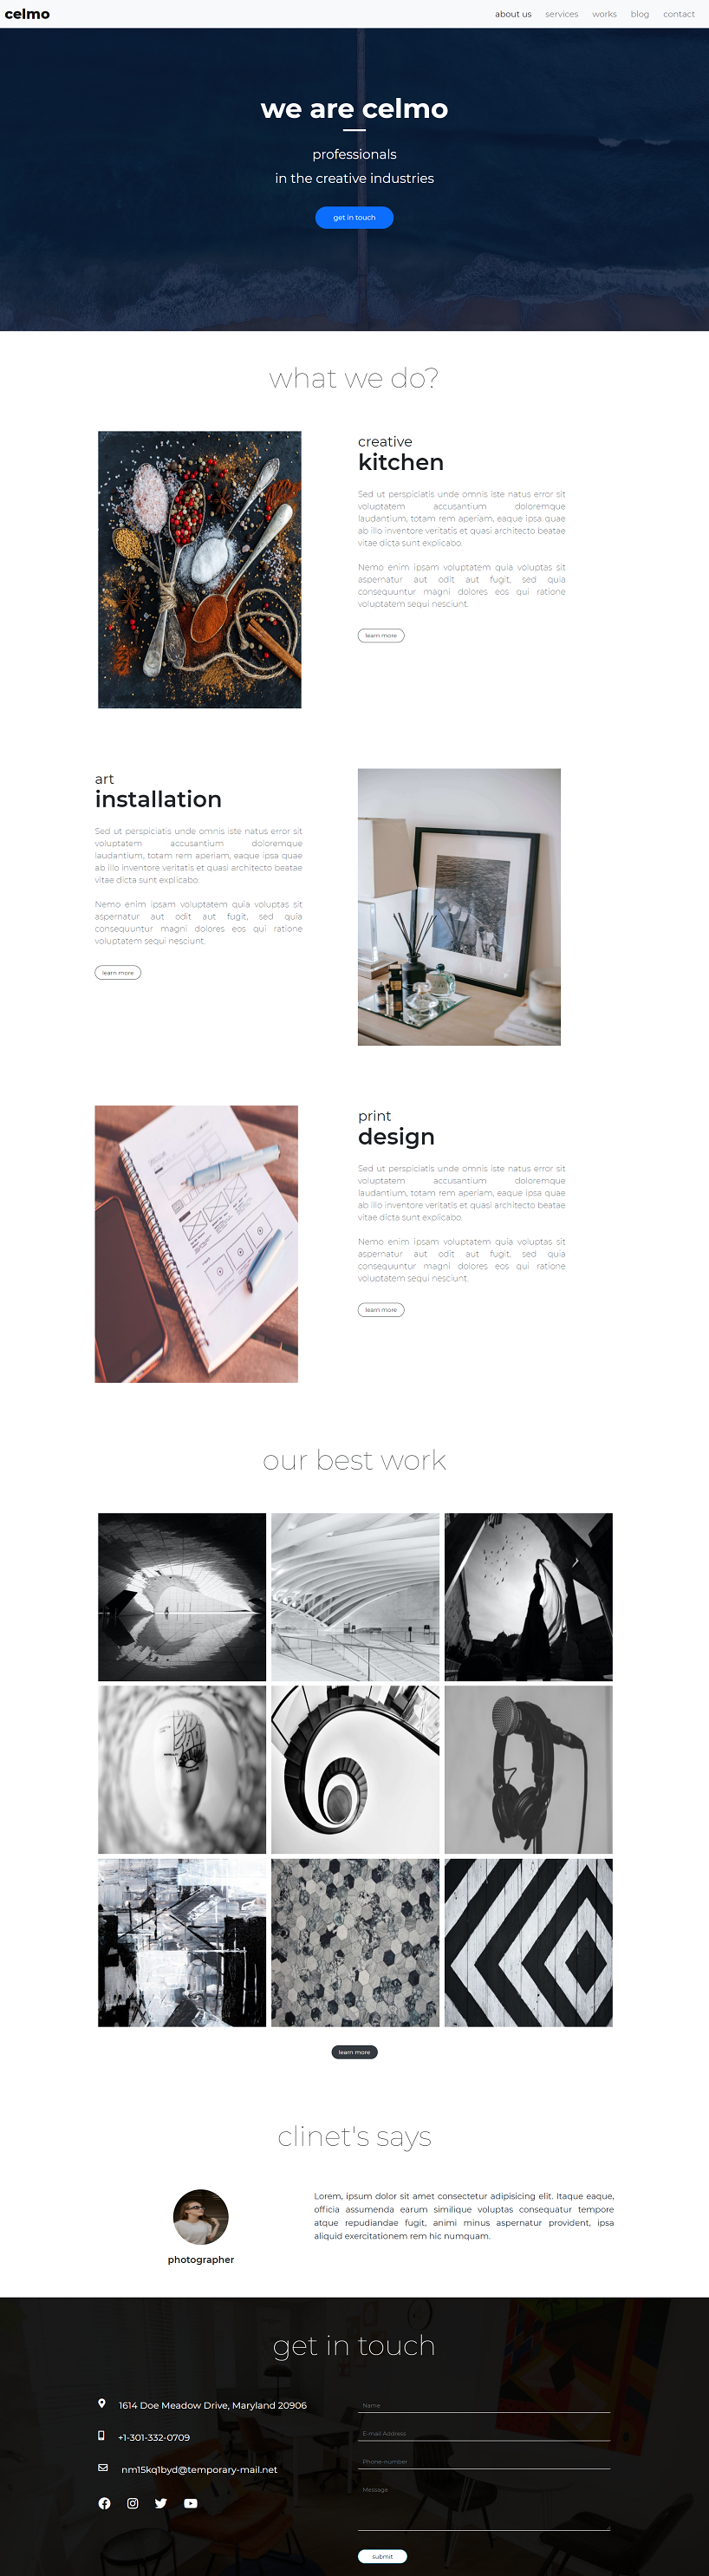 celmo
about us services works blog contact
we are celmo
professionals
in the creative industries
get in touch
what we do?
creative
kitchen
Sed ut perspiciatis unde omnis iste natus error sit
voluptatem accusantium doloremque
laudantium, totam rem aperiam, eaque ipsa quae
ab illo inventore veritatis et quasi architecto beatae
vitae dicta sunt explicabo.
Nemo enim ipsam voluptatem quia voluptas sit
aspernatur aut odit aut fugit, sed quia
consequuntur magni dolores eos qui ratione
voluptatem sequi nesciunt.
learn more
art
installation
Sed ut perspiciatis unde omnis iste natus error sit
voluptatem accusantium doloremque
laudantium, totam rem aperiam, eaque ipsa quae
ab illo inventore veritatis et quasi architecto beatae
vitae dicta sunt explicabo.
Nemo enim ipsam voluptatem quia voluptas sit
aspernatur aut odit aut fugit, sed quia
consequuntur magni dolores eos qui ratione
voluptatem sequi nesciunt.
learn more
print
design
Sed ut perspiciatis unde omnis iste natus error sit
voluptatem accusantium doloremque
laudantium, totam rem aperiam, eaque ipsa quae
ab illo inventore veritatis et quasi architecto beatae
vitae dicta sunt explicabo.
Nemo enim ipsam voluptatem quia voluptas sit
aspernatur aut odit aut fugit, sed quia
consequuntur magni dolores eos qui ratione
voluptatem sequi nesciunt.
learn more
our best work
learn more
clinet's says
photographer
Lorem, ipsum dolor sit amet consectetur adipisicing elit. Itaque eaque,
officia assumenda earum similique voluptas consequatur tempore
atque repudiandae fugit, animi minus aspernatur provident, ipsa
aliquid exercitationem rem hic numquam.
get in touch
1614 Doe Meadow Drive, Maryland 20906
+1-301-332-0709
nm15kq1byd@temporary-mail.net
Name
E-mail Address
Phone-number
Message
submit